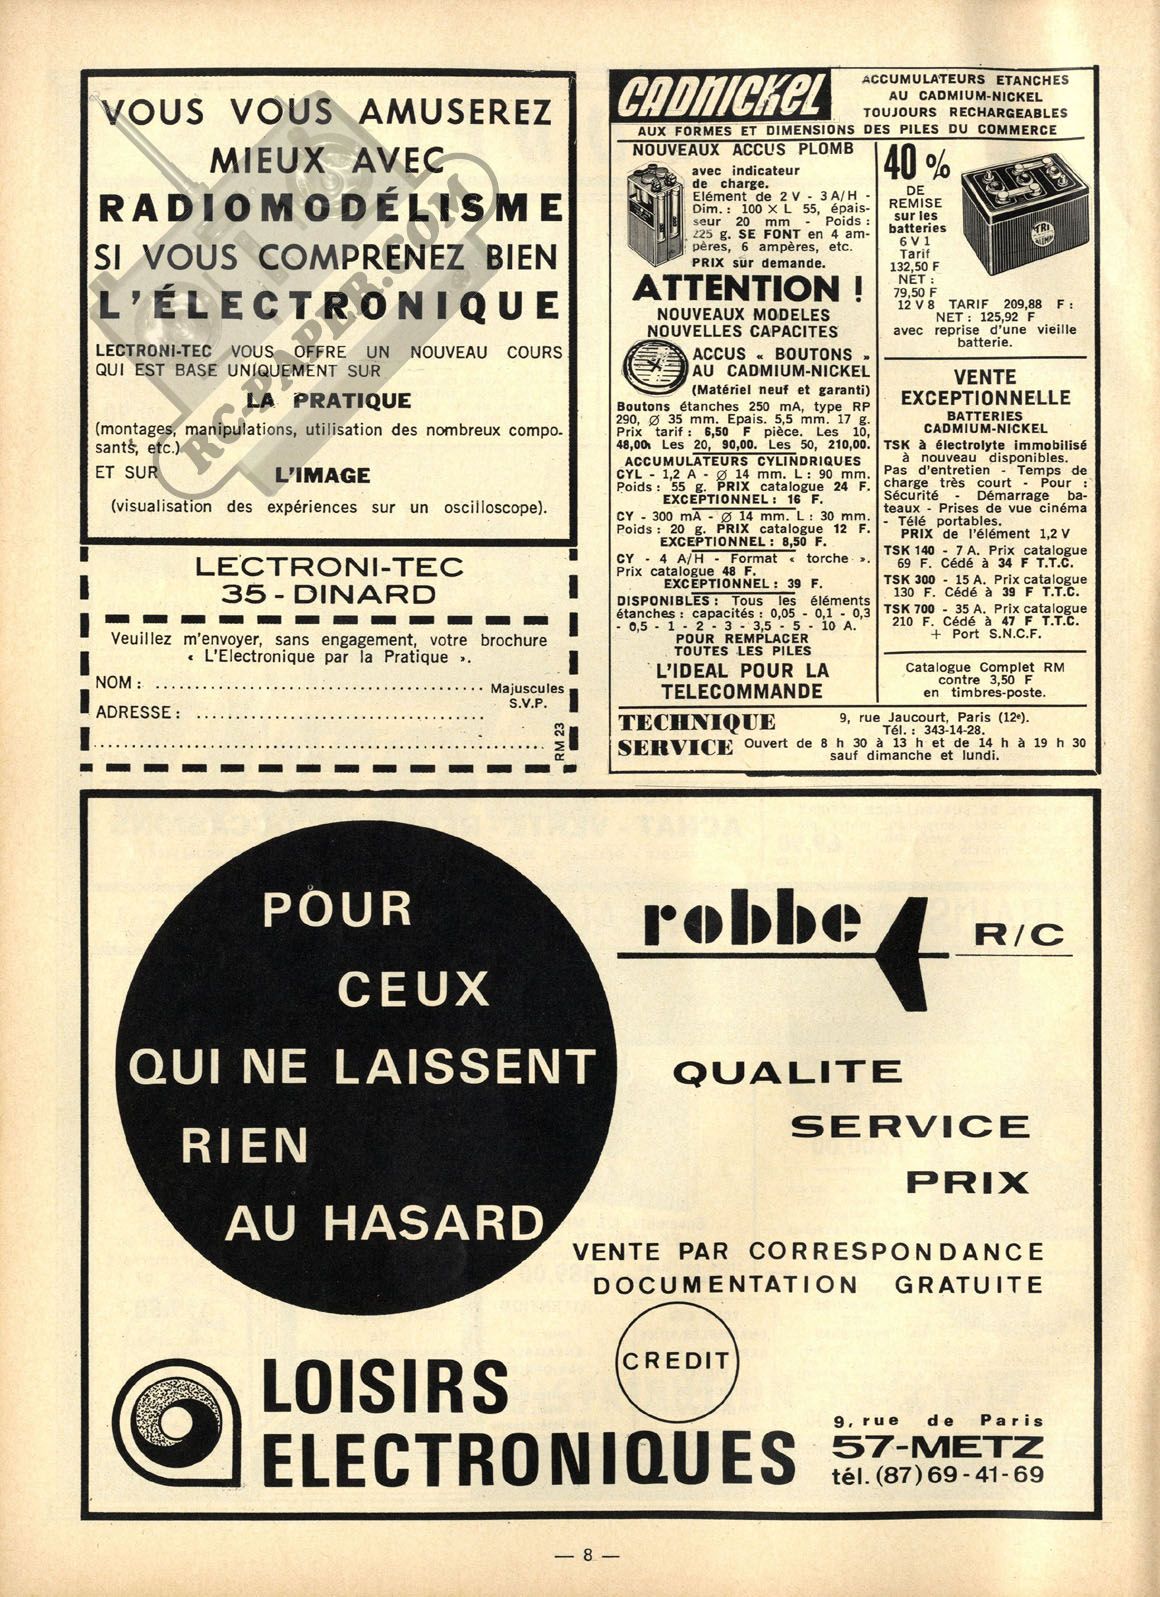 VOUS VOUS AMUSEREZ
MIEUX AVEC
RADIOMODÉLISME
SI VOUS COMPRENEZ BIEN
L'ÉLECTRONIQUE
LECTRONI-TEC VOUS OFFRE UN NOUVEAU COURS
QUI EST BASE UNIQUEMENT SUR
LA PRATIQUE
(montages, manipulations, utilisation des nombreux compo-
sants, etc.)
ET SUR L'IMAGE
(visualisation des expériences sur un oscilloscope).
RC-PAPER.COM
LECTRONI-TEC
35 - DINARD
Veuillez m'envoyer, sans engagement, votre brochure
« L'Electronique par la Pratique ».
NOM : ........ Majuscules
S.V.P.
ADRESSE : ........
RM 23
CADNICKEL
ACCUMULATEURS ETANCHES
AU CADMIUM-NICKEL
TOUJOURS RECHARGEABLES
AUX FORMES ET DIMENSIONS DES PILES DU COMMERCE
NOUVEAUX ACCUS PLOMB
avec indicateur
de charge.
Elément de 2 V - 3 A/H -
Dim. : 100 X L 55, épais-
seur 20 mm - Poids :
225 g. SE FONT en 4 am-
pères, 6 ampères, etc.
PRIX sur demande.
ATTENTION !
NOUVEAUX MODELES
NOUVELLES CAPACITES
ACCUS « BOUTONS »
AU CADMIUM-NICKEL
(Matériel neuf et garanti)
Boutons étanches 250 mA, type RP
290, Ø 35 mm. Epais. 5,5 mm. 17 g.
Prix tarif : 6,50 F pièce. Les 10,
48,00. Les 20, 90,00. Les 50, 210,00.
ACCUMULATEURS CYLINDRIQUES
CYL - 1,2 A - Ø 14 mm. L : 90 mm.
Poids : 55 g. PRIX catalogue 24 F.
EXCEPTIONNEL : 16 F.
CY - 300 mA - Ø 14 mm. L : 30 mm.
Poids : 20 g. PRIX catalogue 12 F.
EXCEPTIONNEL : 8,50 F.
CY - 4 A/H - Format « torche ».
Prix catalogue 48 F.
EXCEPTIONNEL : 39 F.
DISPONIBLES : Tous les éléments
étanches : capacités : 0,05 - 0,1 - 0,3
- 0,5 - 1 - 2 - 3 - 3,5 - 5 - 10 A.
POUR REMPLACER
TOUTES LES PILES
L'IDEAL POUR LA
TELECOMMANDE
40 %
DE
REMISE
sur les
batteries
6 V 1
Tarif
132,50 F
NET :
79,50 F
12 V 8 TARIF 209,88 F :
NET : 125,92 F
avec reprise d'une vieille
batterie.
TRI
VENTE
EXCEPTIONNELLE
BATTERIES
CADMIUM-NICKEL
TSK à électrolyte immobilisé
à nouveau disponibles.
Pas d'entretien - Temps de
charge très court - Pour :
Sécurité - Démarrage ba-
teaux - Prises de vue cinéma
- Télé portables.
PRIX de l'élément 1,2 V
TSK 140 - 7 A. Prix catalogue
69 F. Cédé à 34 F T.T.C.
TSK 300 - 15 A. Prix catalogue
130 F. Cédé à 39 F T.T.C.
TSK 700 - 35 A. Prix catalogue
210 F. Cédé à 47 F T.T.C.
+ Port S.N.C.F.
Catalogue Complet RM
contre 3,50 F
en timbres-poste.
TECHNIQUE
SERVICE
9, rue Jaucourt, Paris (12e).
Tél. : 343-14-28.
Ouvert de 8 h 30 à 13 h et de 14 h à 19 h 30
sauf dimanche et lundi.
POUR
CEUX
QUI NE LAISSENT
RIEN
AU HASARD
robbe R/C
QUALITE
SERVICE
PRIX
VENTE PAR CORRESPONDANCE
DOCUMENTATION GRATUITE
CREDIT
LOISIRS
ELECTRONIQUES
9, rue de Paris
57-METZ
tél. (87) 69 - 41 - 69
— 8 —